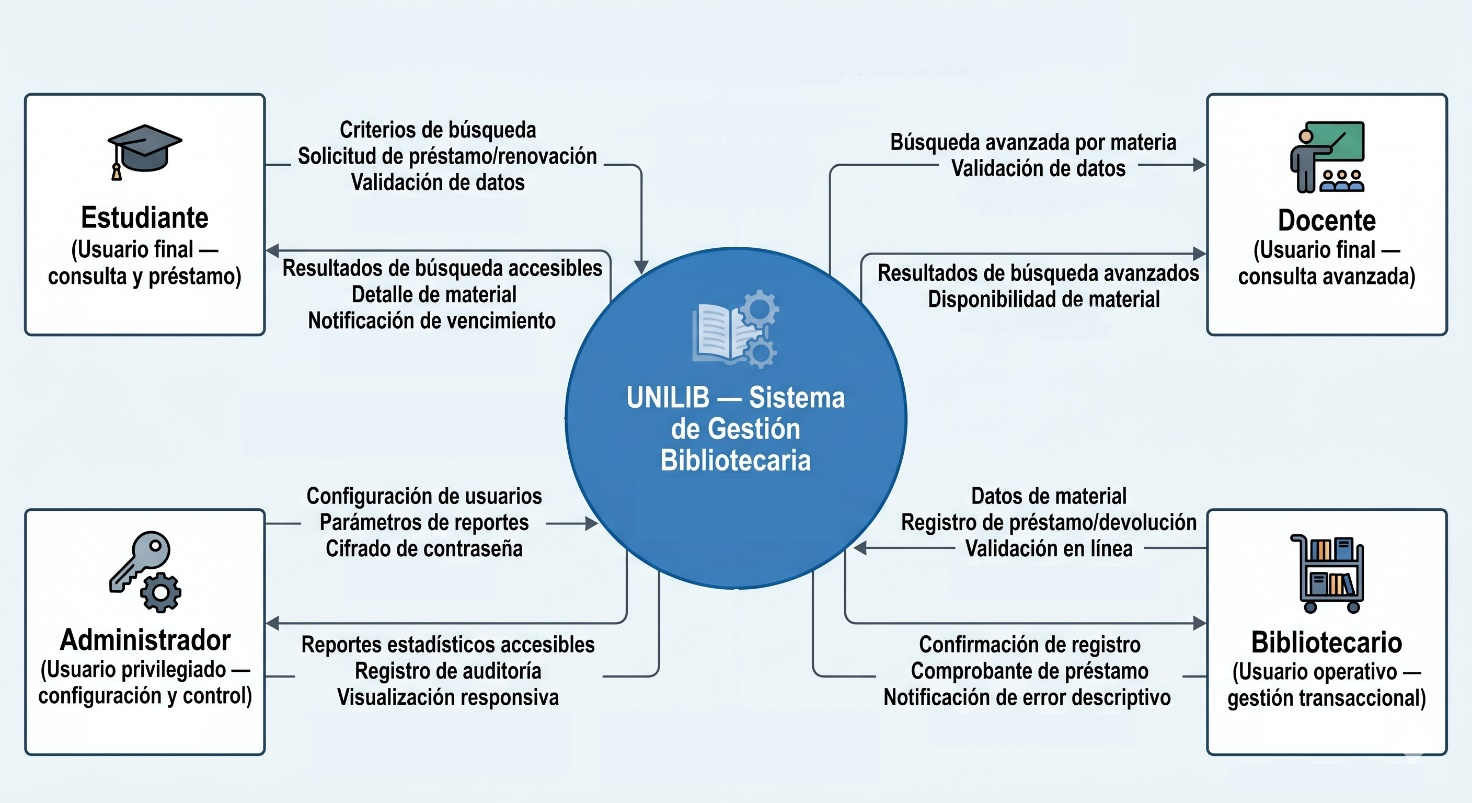 Estudiante
(Usuario final —
consulta y préstamo)
Criterios de búsqueda
Solicitud de préstamo/renovación
Validación de datos
Resultados de búsqueda accesibles
Detalle de material
Notificación de vencimiento
Búsqueda avanzada por materia
Validación de datos
Resultados de búsqueda avanzados
Disponibilidad de material
Docente
(Usuario final —
consulta avanzada)
UNILIB — Sistema
de Gestión
Bibliotecaria
Administrador
(Usuario privilegiado —
configuración y control)
Configuración de usuarios
Parámetros de reportes
Cifrado de contraseña
Reportes estadísticos accesibles
Registro de auditoría
Visualización responsiva
Datos de material
Registro de préstamo/devolución
Validación en línea
Confirmación de registro
Comprobante de préstamo
Notificación de error descriptivo
Bibliotecario
(Usuario operativo —
gestión transaccional)